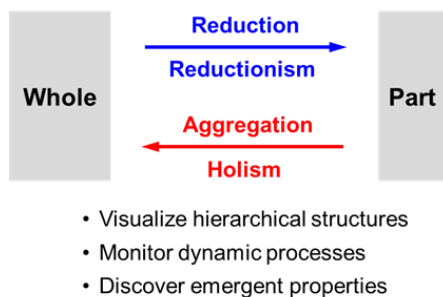 Reduction
Reductionism
Whole
Part
Aggregation
Holism
• Visualize hierarchical structures
• Monitor dynamic processes
• Discover emergent properties